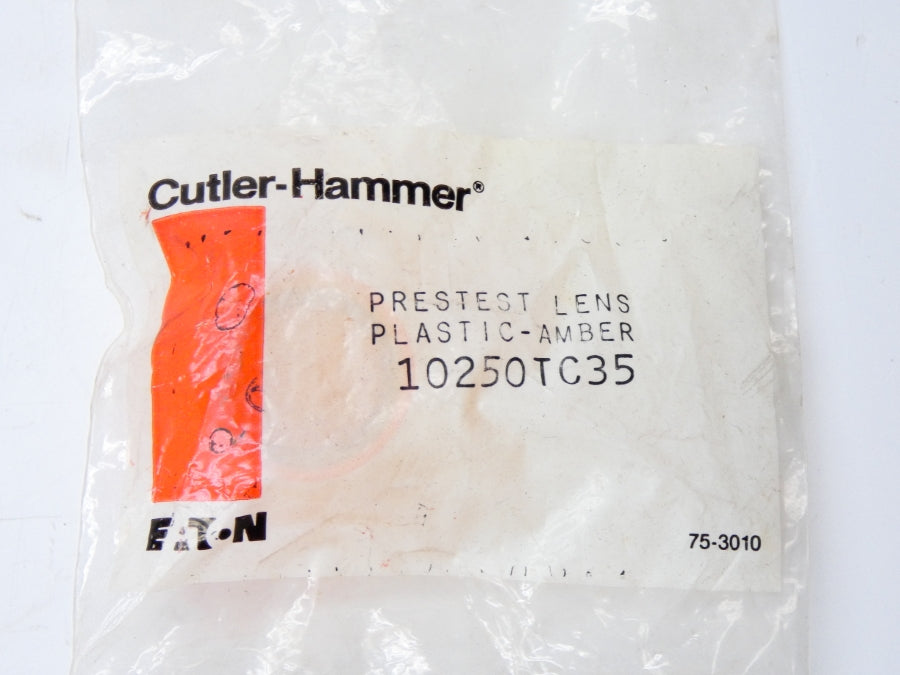 Cutler-Hammer®
PRESTEST LENS
PLASTIC-AMBER
10250TC35
EATON
75-3010